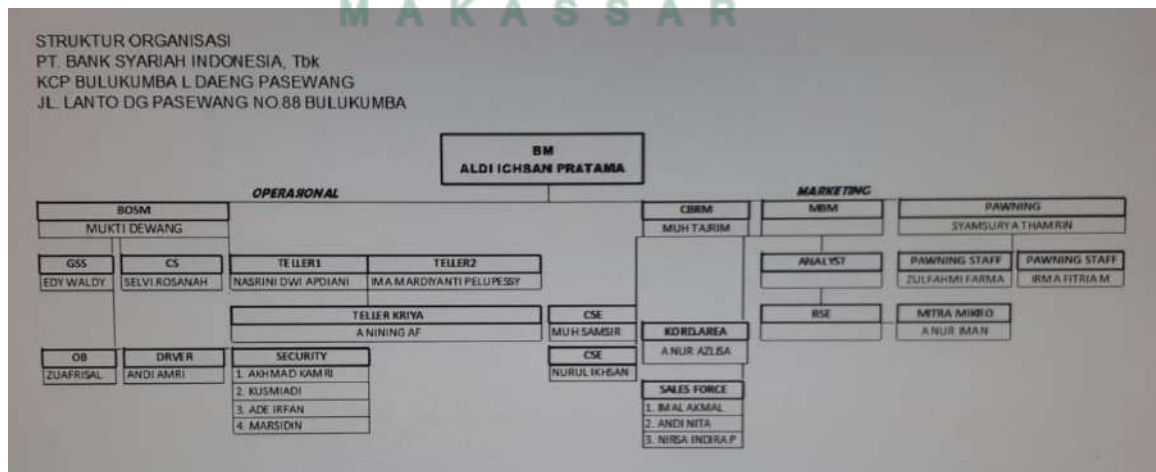 MAKASSAR
STRUKTUR ORGANISASI
PT. BANK SYARIAH INDONESIA, Tbk
KCP BULUKUMBA L DAENG PASEWANG
JL. LANTO DG PASEWANG NO.88 BULUKUMBA
BM
ALDI ICHSAN PRATAMA
OPERASIONAL
MARKETING
BOSM
MUKTI DEWANG
CBRM
MUH TAJRIM
MBM
PAWNING
SYAMSURYA THAMRIN
GSS
EDY WALDY
CS
SELVI ROSANAH
TELLER1
NASRINI DWI APDIANI
TELLER2
IMA MARDIYANTI PELUPESSY
ANALYST
PAWNING STAFF
ZULFAHMI FARMA
PAWNING STAFF
IRMA FITRIA M
TELLER KRIYA
ANINING AF
CSE
MUH SAMSIR
KORD.AREA
A NUR AZLISA
RSE
MITRA MIKRO
A NUR IMAN
OB
ZUAFRISAL
DRVER
ANDI AMRI
SECURITY
1. AKHMAD KAMRI
2. KUSMIADI
3. ADE IRFAN
4. MARSIDIN
CSE
NURUL IKHSAN
SALES FORCE
1. IMAL AKMAL
2. ANDI NITA
3. NIRSA INDIRA P